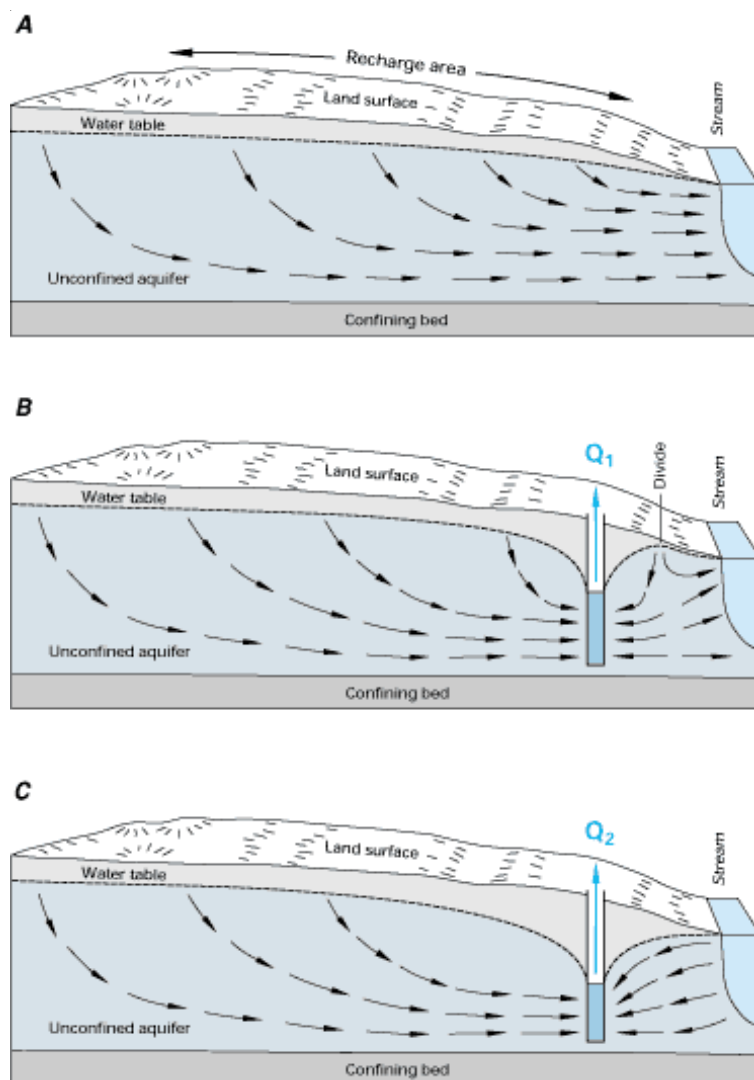 A
Recharge area
Land surface
Stream
Water table
Unconfined aquifer
Confining bed
B
Q₁
Divide
Stream
Land surface
Water table
Unconfined aquifer
Confining bed
C
Q₂
Stream
Land surface
Water table
Unconfined aquifer
Confining bed